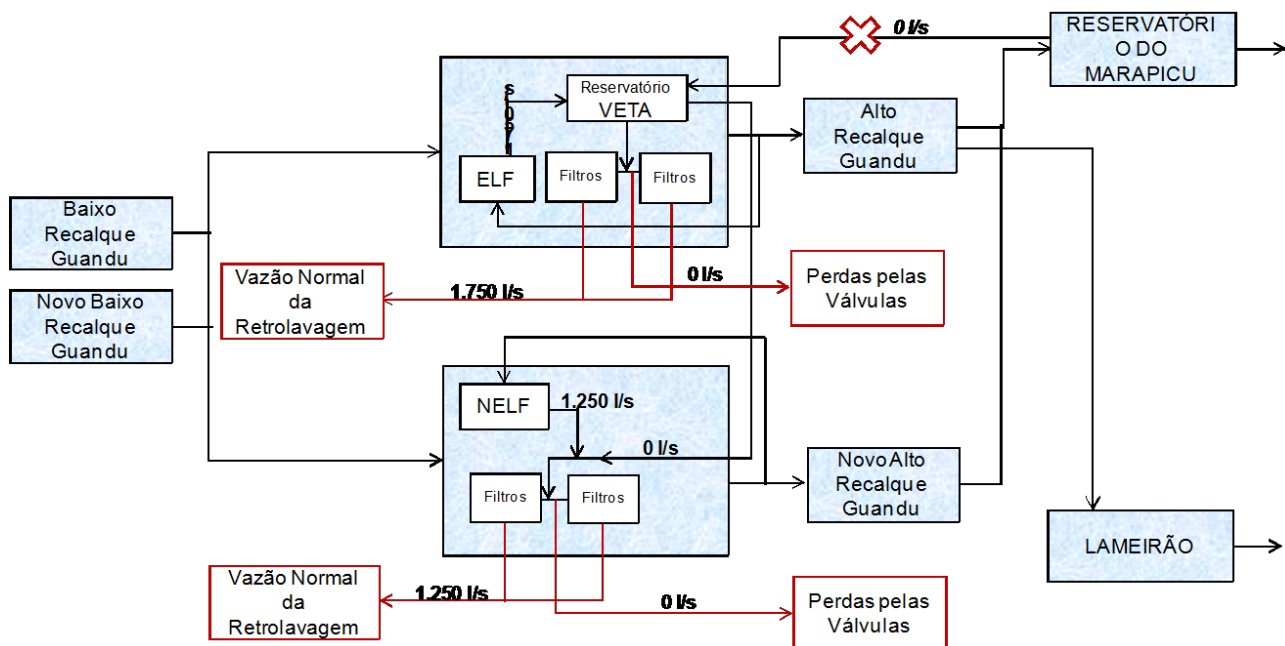 0 l/s
RESERVATÓRI
O DO
MARAPICU
Reservatório
VETA
Alto
Recalque
Guandu
ELF
Filtros
Filtros
Baixo
Recalque
Guandu
Novo Baixo
Recalque
Guandu
Vazão Normal
da
Retrolavagem
1.750 l/s
0 l/s
Perdas pelas
Válvulas
NELF
1.250 l/s
0 l/s
Filtros
Filtros
Novo Alto
Recalque
Guandu
LAMEIRÃO
Vazão Normal
da
Retrolavagem
1.250 l/s
0 l/s
Perdas pelas
Válvulas